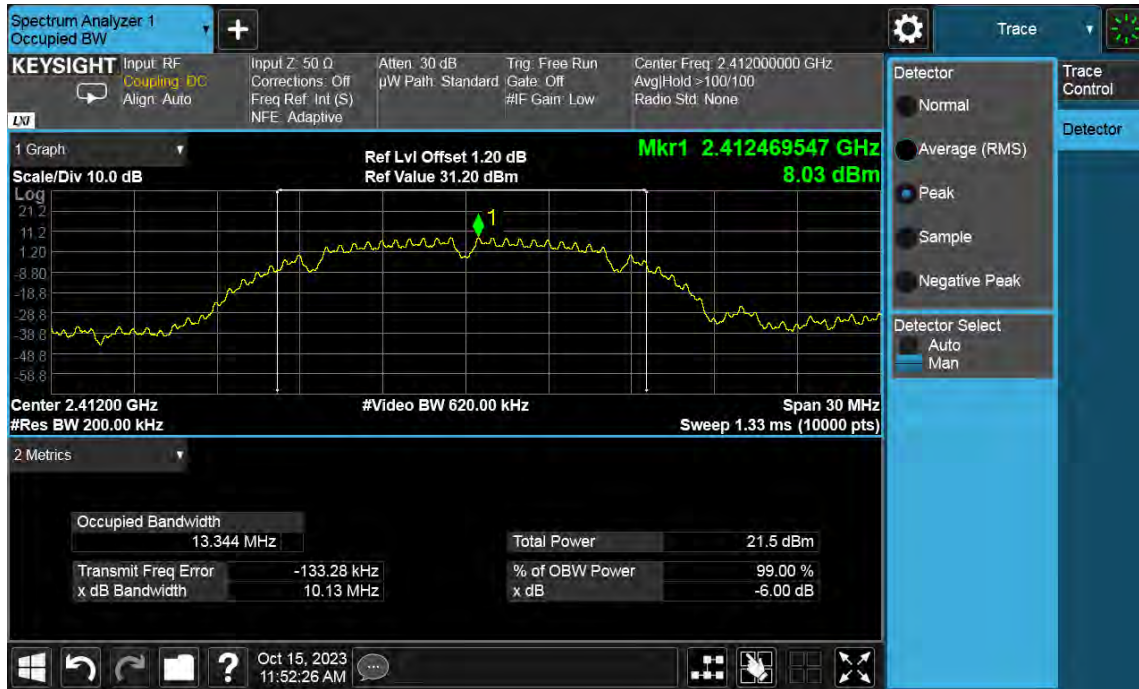 Spectrum Analyzer 1
Occupied BW
+
Trace
KEYSIGHT
Input: RF
Coupling: DC
Align: Auto
Input Z: 50 Ω
Corrections: Off
Freq Ref: Int (S)
NFE: Adaptive
Atten: 30 dB
µW Path: Standard
Trig: Free Run
Gate: Off
#IF Gain: Low
Center Freq: 2.412000000 GHz
Avg|Hold >100/100
Radio Std: None
LXI
1 Graph
Scale/Div 10.0 dB
Ref Lvl Offset 1.20 dB
Ref Value 31.20 dBm
Mkr1 2.412469547 GHz
8.03 dBm
Log
21.2
11.2
1.20
-8.80
-18.8
-28.8
-38.8
-48.8
-58.8
1
Center 2.41200 GHz
#Res BW 200.00 kHz
#Video BW 620.00 kHz
Span 30 MHz
Sweep 1.33 ms (10000 pts)
2 Metrics
Occupied Bandwidth
13.344 MHz
Transmit Freq Error -133.28 kHz
x dB Bandwidth 10.13 MHz
Total Power 21.5 dBm
% of OBW Power 99.00 %
x dB -6.00 dB
Detector
Normal
Average (RMS)
Peak
Sample
Negative Peak
Detector Select
Auto
Man
Trace
Control
Detector
?
Oct 15, 2023
11:52:26 AM